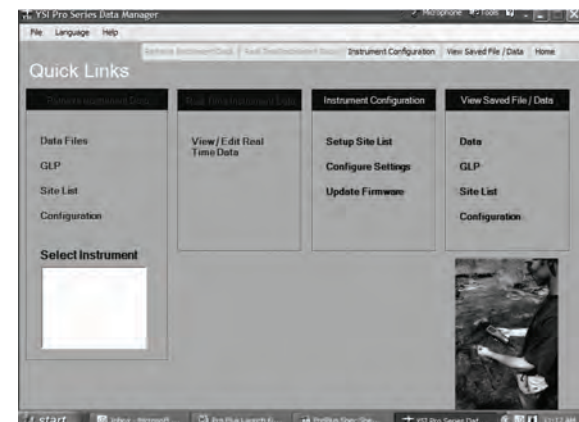 YSI Pro Series Data Manager
File Language Help
Instrument Configuration View Saved File / Data Home
Quick Links
Instrument Configuration
View Saved File / Data
Data Files
GLP
Site List
Configuration
View / Edit Real
Time Data
Setup Site List
Configure Settings
Update Firmware
Data
GLP
Site List
Configuration
Select Instrument
start